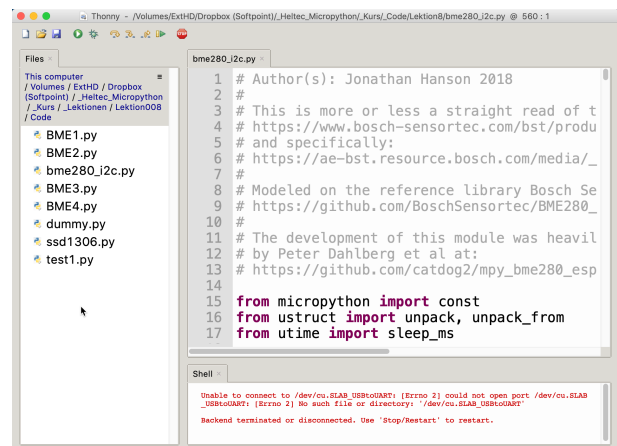 Thonny - /Volumes/ExtHD/Dropbox (Softpoint)/_Heltec_Micropython/_Kurs/_Code/Lektion8/bme280_i2c.py @ 560 : 1
Files ×
This computer
/ Volumes / ExtHD / Dropbox
(Softpoint) / _Heltec_Micropython
/ _Kurs / _Lektionen / Lektion008
/ Code
BME1.py
BME2.py
bme280_i2c.py
BME3.py
BME4.py
dummy.py
ssd1306.py
test1.py
bme280_i2c.py ×
1 # Author(s): Jonathan Hanson 2018
2 #
3 # This is more or less a straight read of t
4 # https://www.bosch-sensortec.com/bst/produ
5 # and specifically:
6 # https://ae-bst.resource.bosch.com/media/_
7 #
8 # Modeled on the reference library Bosch Se
9 # https://github.com/BoschSensortec/BME280_
10 #
11 # The development of this module was heavil
12 # by Peter Dahlberg et al at:
13 # https://github.com/catdog2/mpy_bme280_esp
14
15 from micropython import const
16 from ustruct import unpack, unpack_from
17 from utime import sleep_ms
Shell ×
Unable to connect to /dev/cu.SLAB_USBtoUART: [Errno 2] could not open port /dev/cu.SLAB
_USBtoUART: [Errno 2] No such file or directory: '/dev/cu.SLAB_USBtoUART'
Backend terminated or disconnected. Use 'Stop/Restart' to restart.